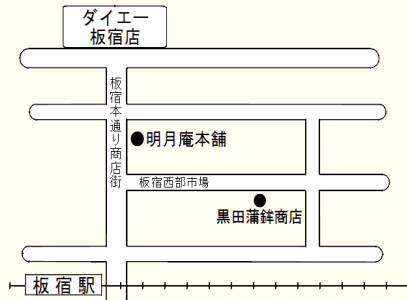 ダイエー
板宿店
板宿本通り商店街
明月庵本舗
板宿西部市場
黒田蒲鉾商店
板宿駅